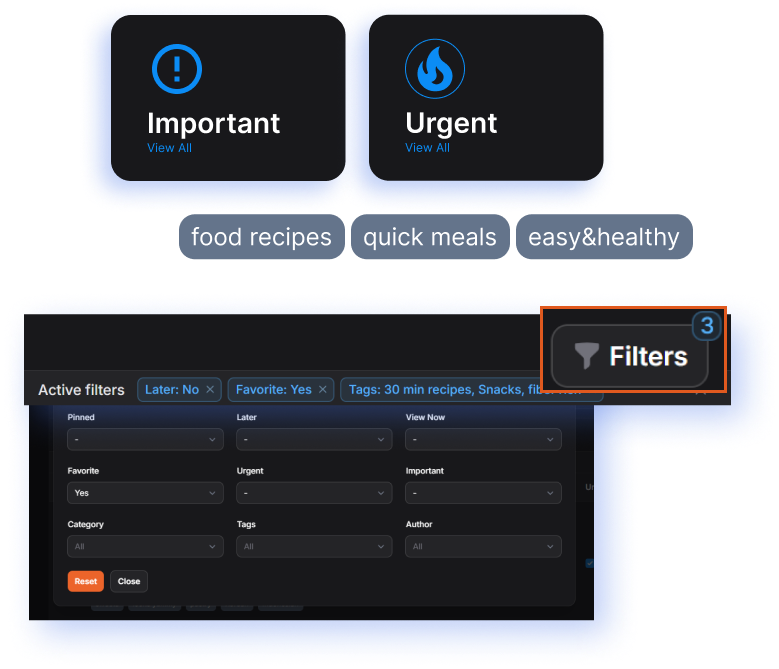 Important
View All
Urgent
View All
food recipes
quick meals
easy&healthy
3
Filters
Active filters
Later: No ×
Favorite: Yes ×
Tags: 30 min recipes, Snacks,
Pinned
Later
View Now
-
-
-
Favorite
Urgent
Important
Yes
-
-
Category
Tags
Author
All
All
All
Reset
Close